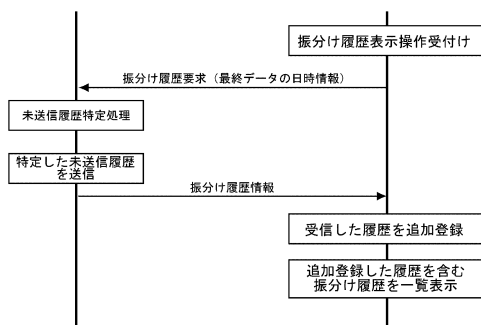 振分け履歴表示操作受付け
振分け履歴要求（最終データの日時情報）
未送信履歴特定処理
特定した未送信履歴
を送信
振分け履歴情報
受信した履歴を追加登録
追加登録した履歴を含む
振分け履歴を一覧表示